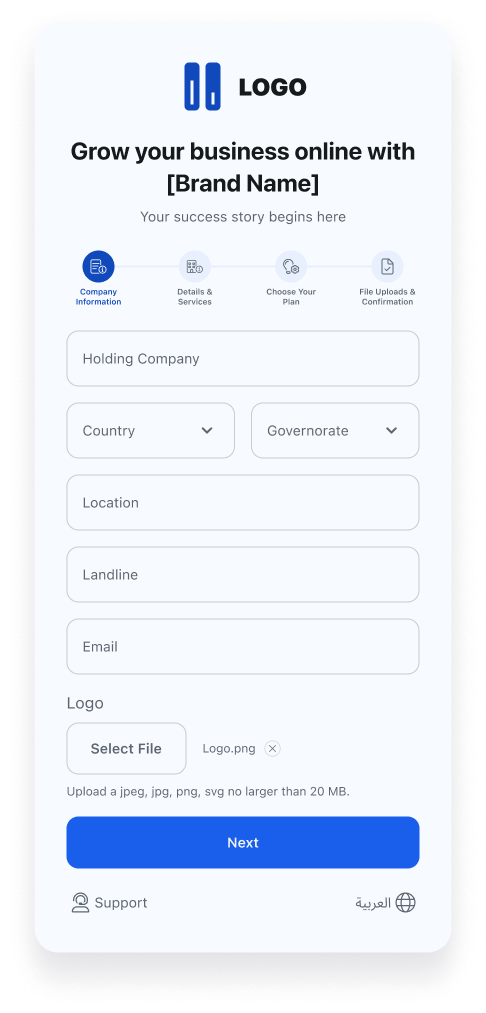 LOGO
Grow your business online with
[Brand Name]
Your success story begins here
Company
Information
Details &
Services
Choose Your
Plan
File Uploads &
Confirmation
Holding Company
Country
Governorate
Location
Landline
Email
Logo
Select File
Logo.png
Upload a jpeg, jpg, png, svg no larger than 20 MB.
Next
Support
العربية